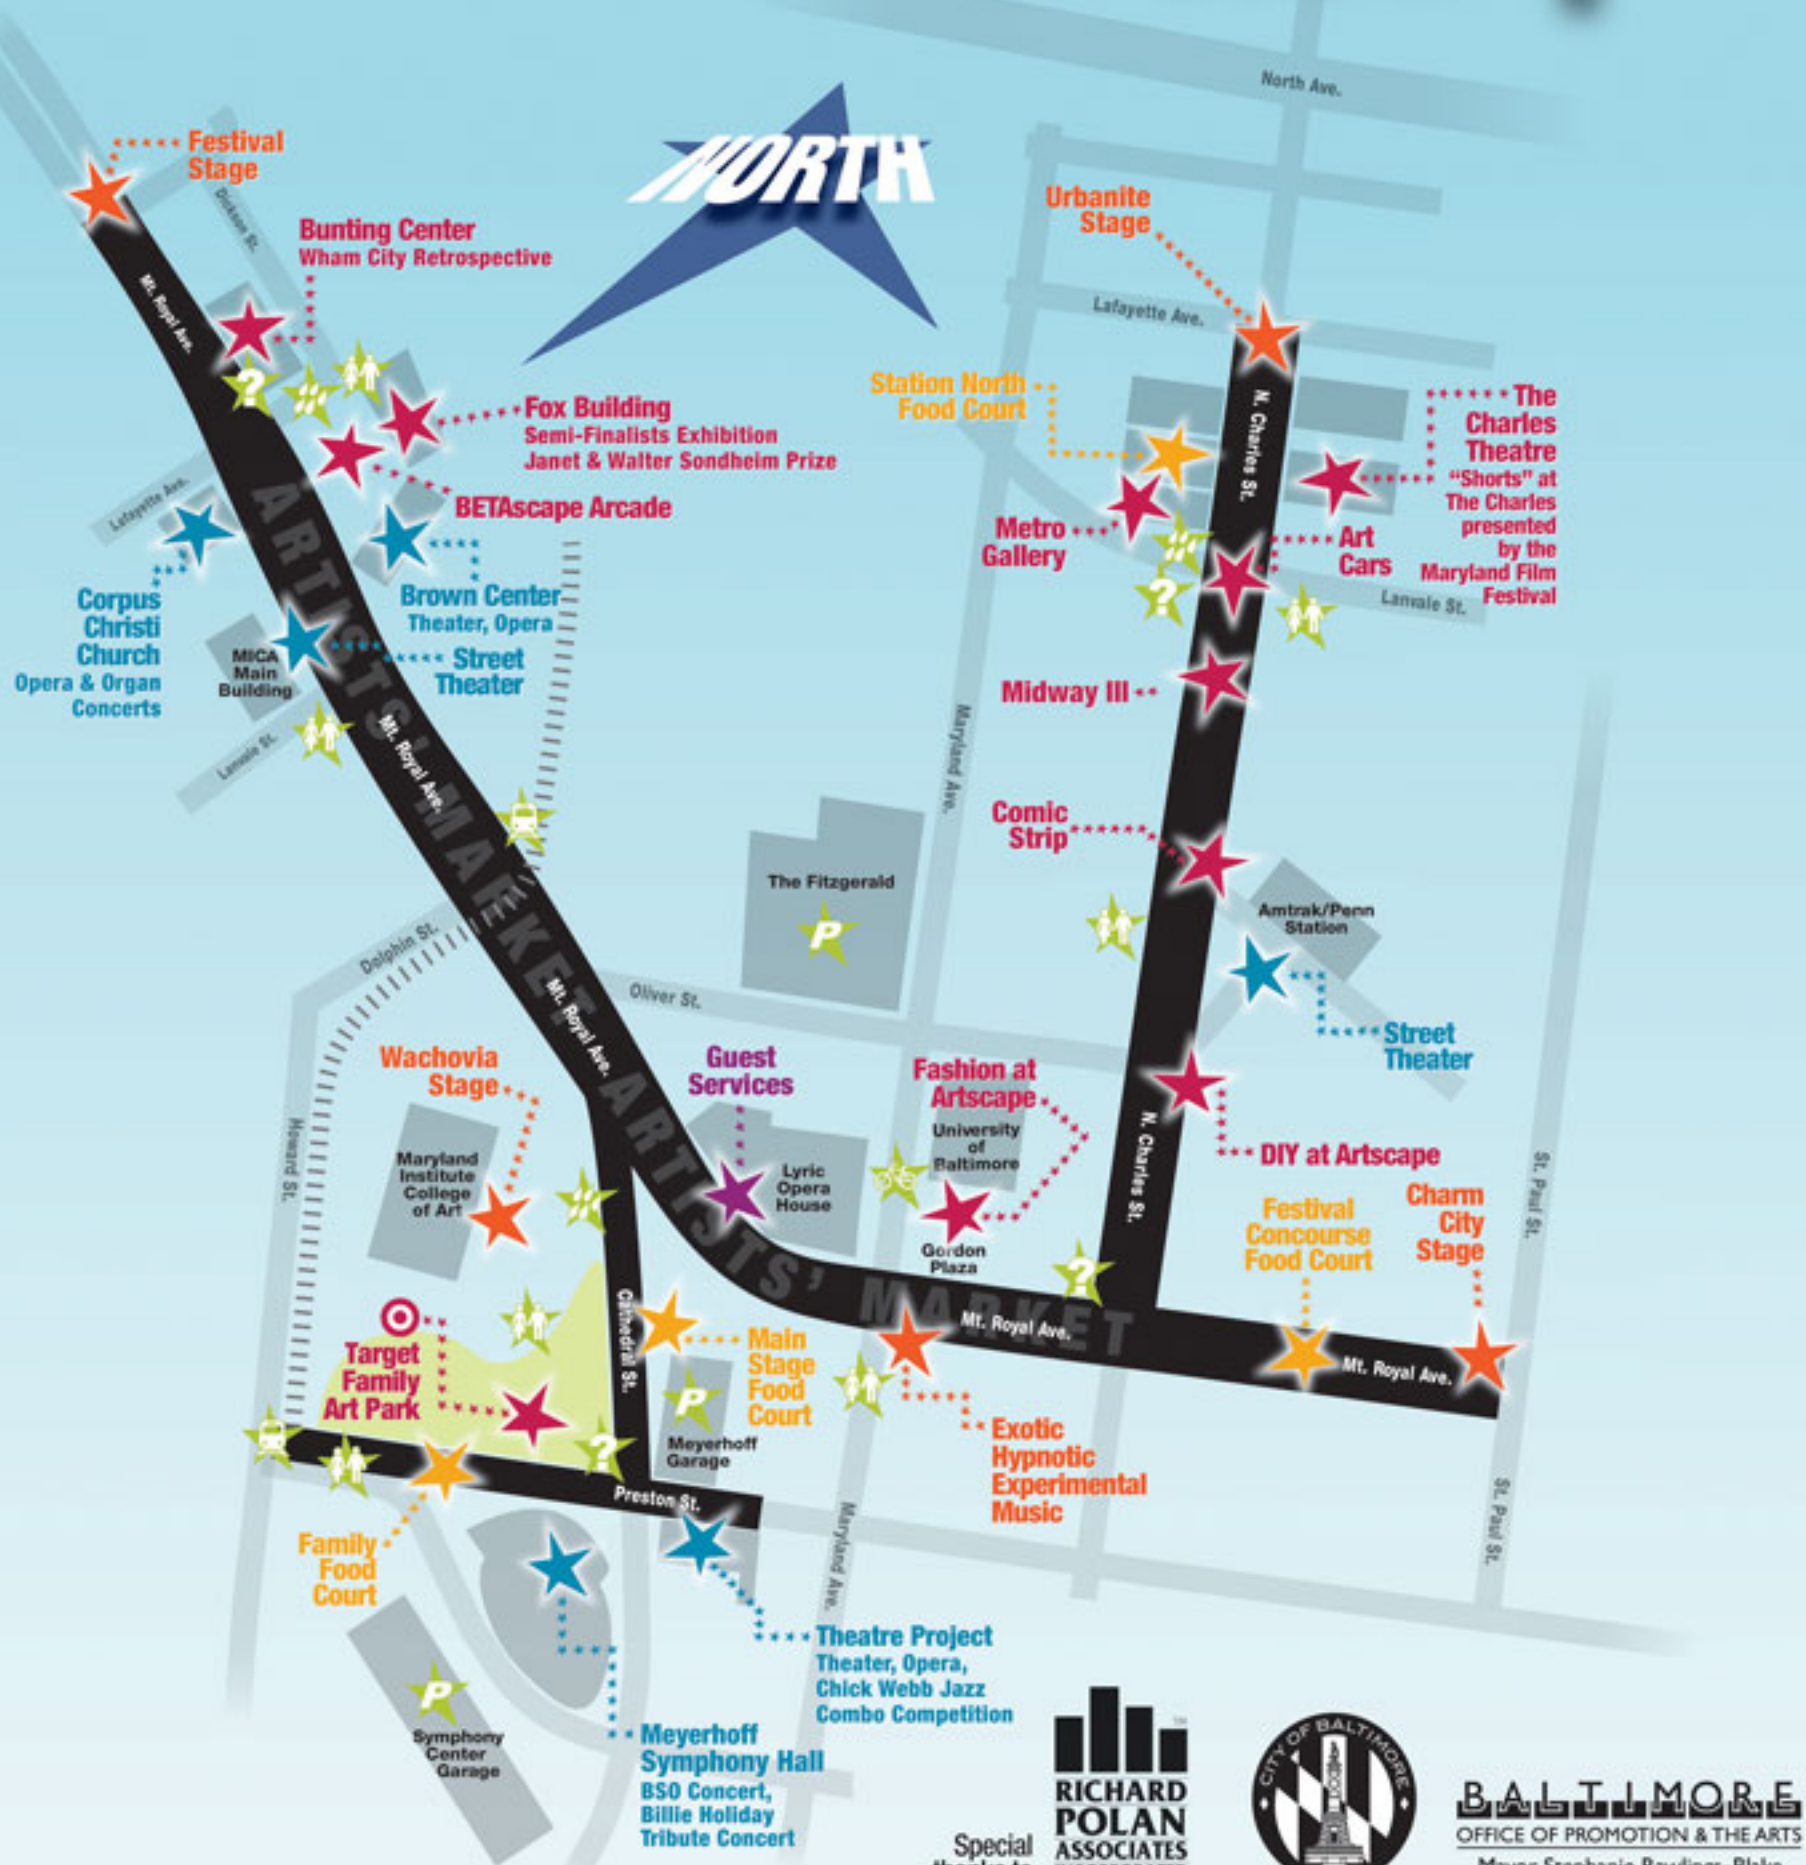 North Ave.
NORTH
Festival
Stage
Dickson St.
Mt. Royal Ave.
Bunting Center
Wham City Retrospective
Urbanite
Stage
Lafayette Ave.
Station North
Food Court
N. Charles St.
The
Charles
Theatre
"Shorts" at
The Charles
presented
by the
Maryland Film
Festival
?
Fox Building
Semi-Finalists Exhibition
Janet & Walter Sondheim Prize
BETAscape Arcade
Lafayette Ave.
Metro
Gallery
Art
Cars
?
Lanvale St.
Corpus
Christi
Church
Opera & Organ
Concerts
Brown Center
Theater, Opera
Street
Theater
MICA
Main
Building
Lanvale St.
ARTISTS' MARKET
Mt. Royal Ave.
Midway III
Maryland Ave.
Comic
Strip
The Fitzgerald
P
Amtrak/Penn
Station
Dolphin St.
Oliver St.
Mt. Royal Ave.
Street
Theater
Wachovia
Stage
Guest
Services
Fashion at
Artscape
University
of
Baltimore
N. Charles St.
DIY at Artscape
Howard St.
Maryland
Institute
College
of Art
Lyric
Opera
House
ARTISTS' MARKET
Gordon
Plaza
?
Festival
Concourse
Food Court
Charm
City
Stage
St. Paul St.
Cathedral St.
Mt. Royal Ave.
Mt. Royal Ave.
Target
Family
Art Park
Main
Stage
Food
Court
P
Meyerhoff
Garage
?
Exotic
Hypnotic
Experimental
Music
Preston St.
Maryland Ave.
St. Paul St.
Family
Food
Court
Theatre Project
Theater, Opera,
Chick Webb Jazz
Combo Competition
P
Symphony
Center
Garage
Meyerhoff
Symphony Hall
BSO Concert,
Billie Holiday
Tribute Concert
Special
thanks to
RICHARD
POLAN
ASSOCIATES
TM
CITY OF BALTIMORE
BALTIMORE
OFFICE OF PROMOTION & THE ARTS
Mayor Stephanie Rawlings-Blake